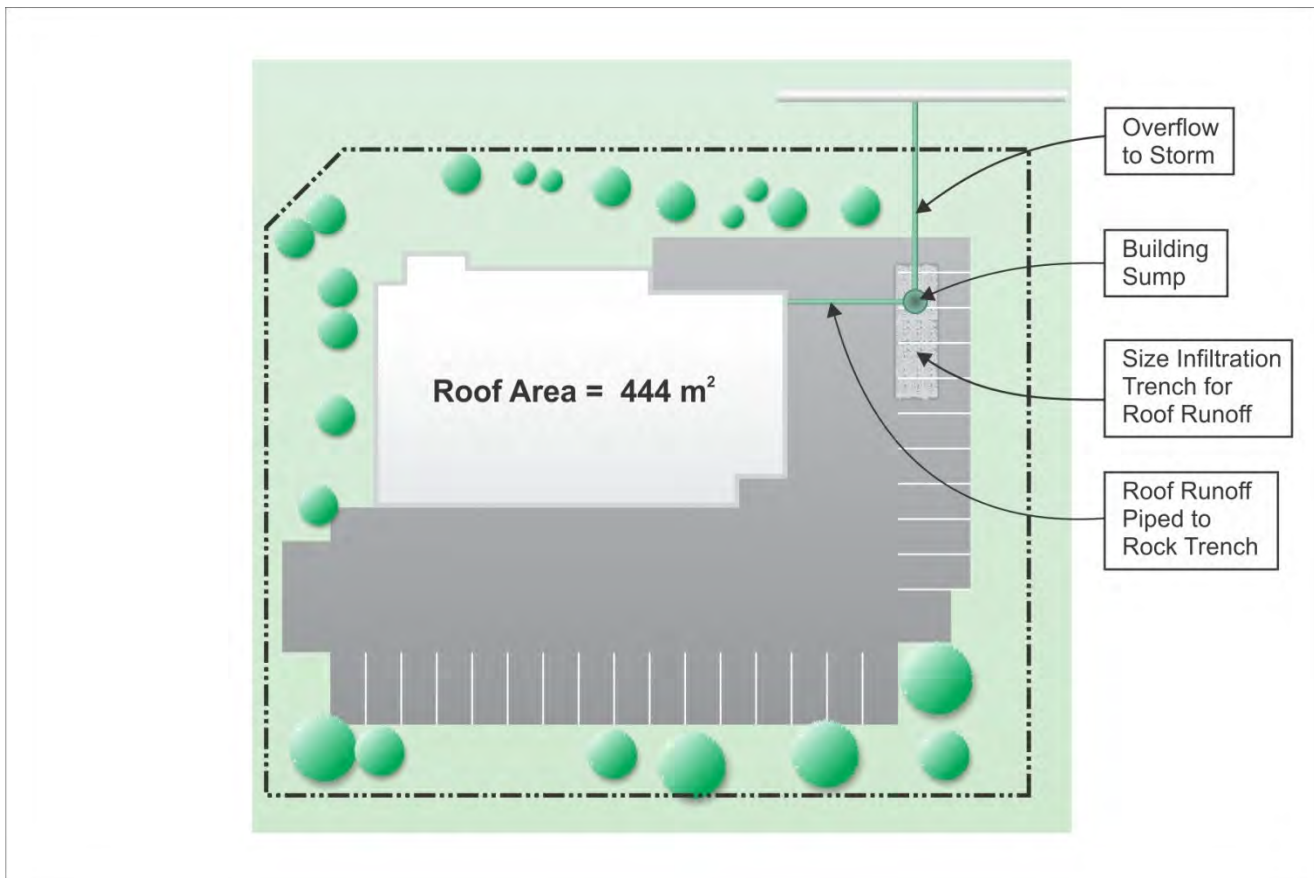 Overflow
to Storm
Building
Sump
Roof Area = 444 m²
Size Infiltration
Trench for
Roof Runoff
Roof Runoff
Piped to
Rock Trench